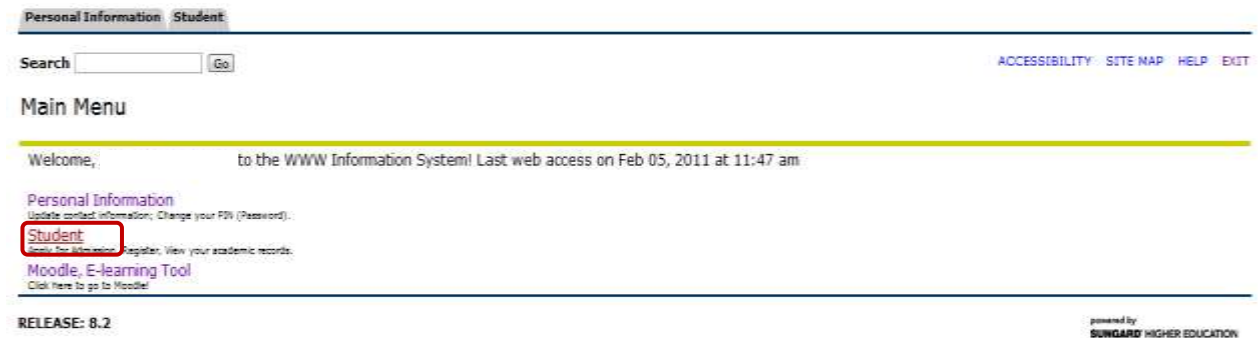 Personal Information Student
Search Go ACCESSIBILITY SITE MAP HELP EXIT
Main Menu
Welcome, to the WWW Information System! Last web access on Feb 05, 2011 at 11:47 am
Personal Information
Update contact information; Change your PIN (Password).
Student
Apply for Admission, Register, View your academic records.
Moodle, E-learning Tool
Click here to go to Moodle!
RELEASE: 8.2
powered by
SUNGARD HIGHER EDUCATION